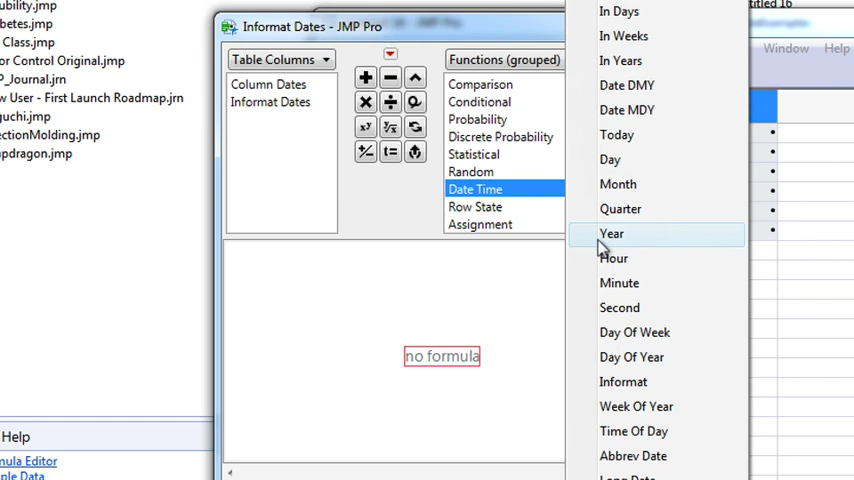 ubility.jmp
betes.jmp
Class.jmp
or Control Original.jmp
P_Journal.jrn
w User - First Launch Roadmap.jrn
guchi.jmp
ectionMolding.jmp
apdragon.jmp
Help
mula Editor
ple Data
Informat Dates - JMP Pro
Table Columns
Column Dates
Informat Dates
Functions (grouped)
Comparison
Conditional
Probability
Discrete Probability
Statistical
Random
Date Time
Row State
Assignment
no formula
In Days
In Weeks
In Years
Date DMY
Date MDY
Today
Day
Month
Quarter
Year
Hour
Minute
Second
Day Of Week
Day Of Year
Informat
Week Of Year
Time Of Day
Abbrev Date
Long Date
Window Help